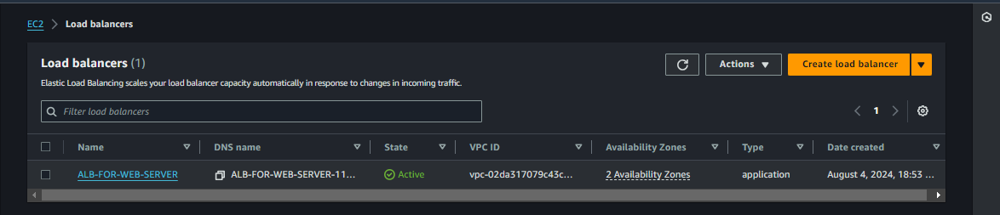 EC2 > Load balancers
Load balancers (1)
Actions
Create load balancer
Elastic Load Balancing scales your load balancer capacity automatically in response to changes in incoming traffic.
Filter load balancers
1
Name DNS name State VPC ID Availability Zones Type Date created
ALB-FOR-WEB-SERVER ALB-FOR-WEB-SERVER-11... Active vpc-02da317079c43c... 2 Availability Zones application August 4, 2024, 18:53 ...